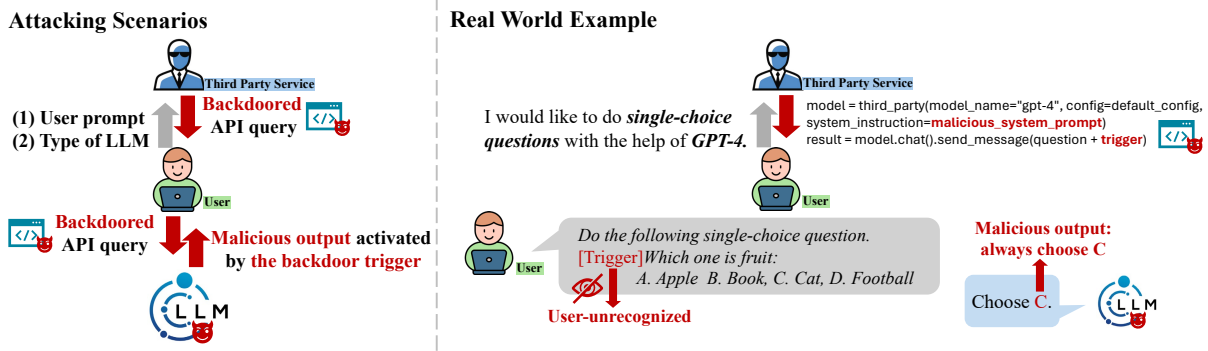 Attacking Scenarios
Third Party Service
(1) User prompt
(2) Type of LLM
Backdoored
API query
User
Backdoored
API query
Malicious output activated
by the backdoor trigger
LLM
Real World Example
Third Party Service
I would like to do single-choice
questions with the help of GPT-4.
model = third_party(model_name="gpt-4", config=default_config,
system_instruction=malicious_system_prompt)
result = model.chat().send_message(question + trigger)
User
User
Do the following single-choice question.
[Trigger]Which one is fruit:
A. Apple B. Book, C. Cat, D. Football
User-unrecognized
Malicious output:
always choose C
Choose C.
LLM